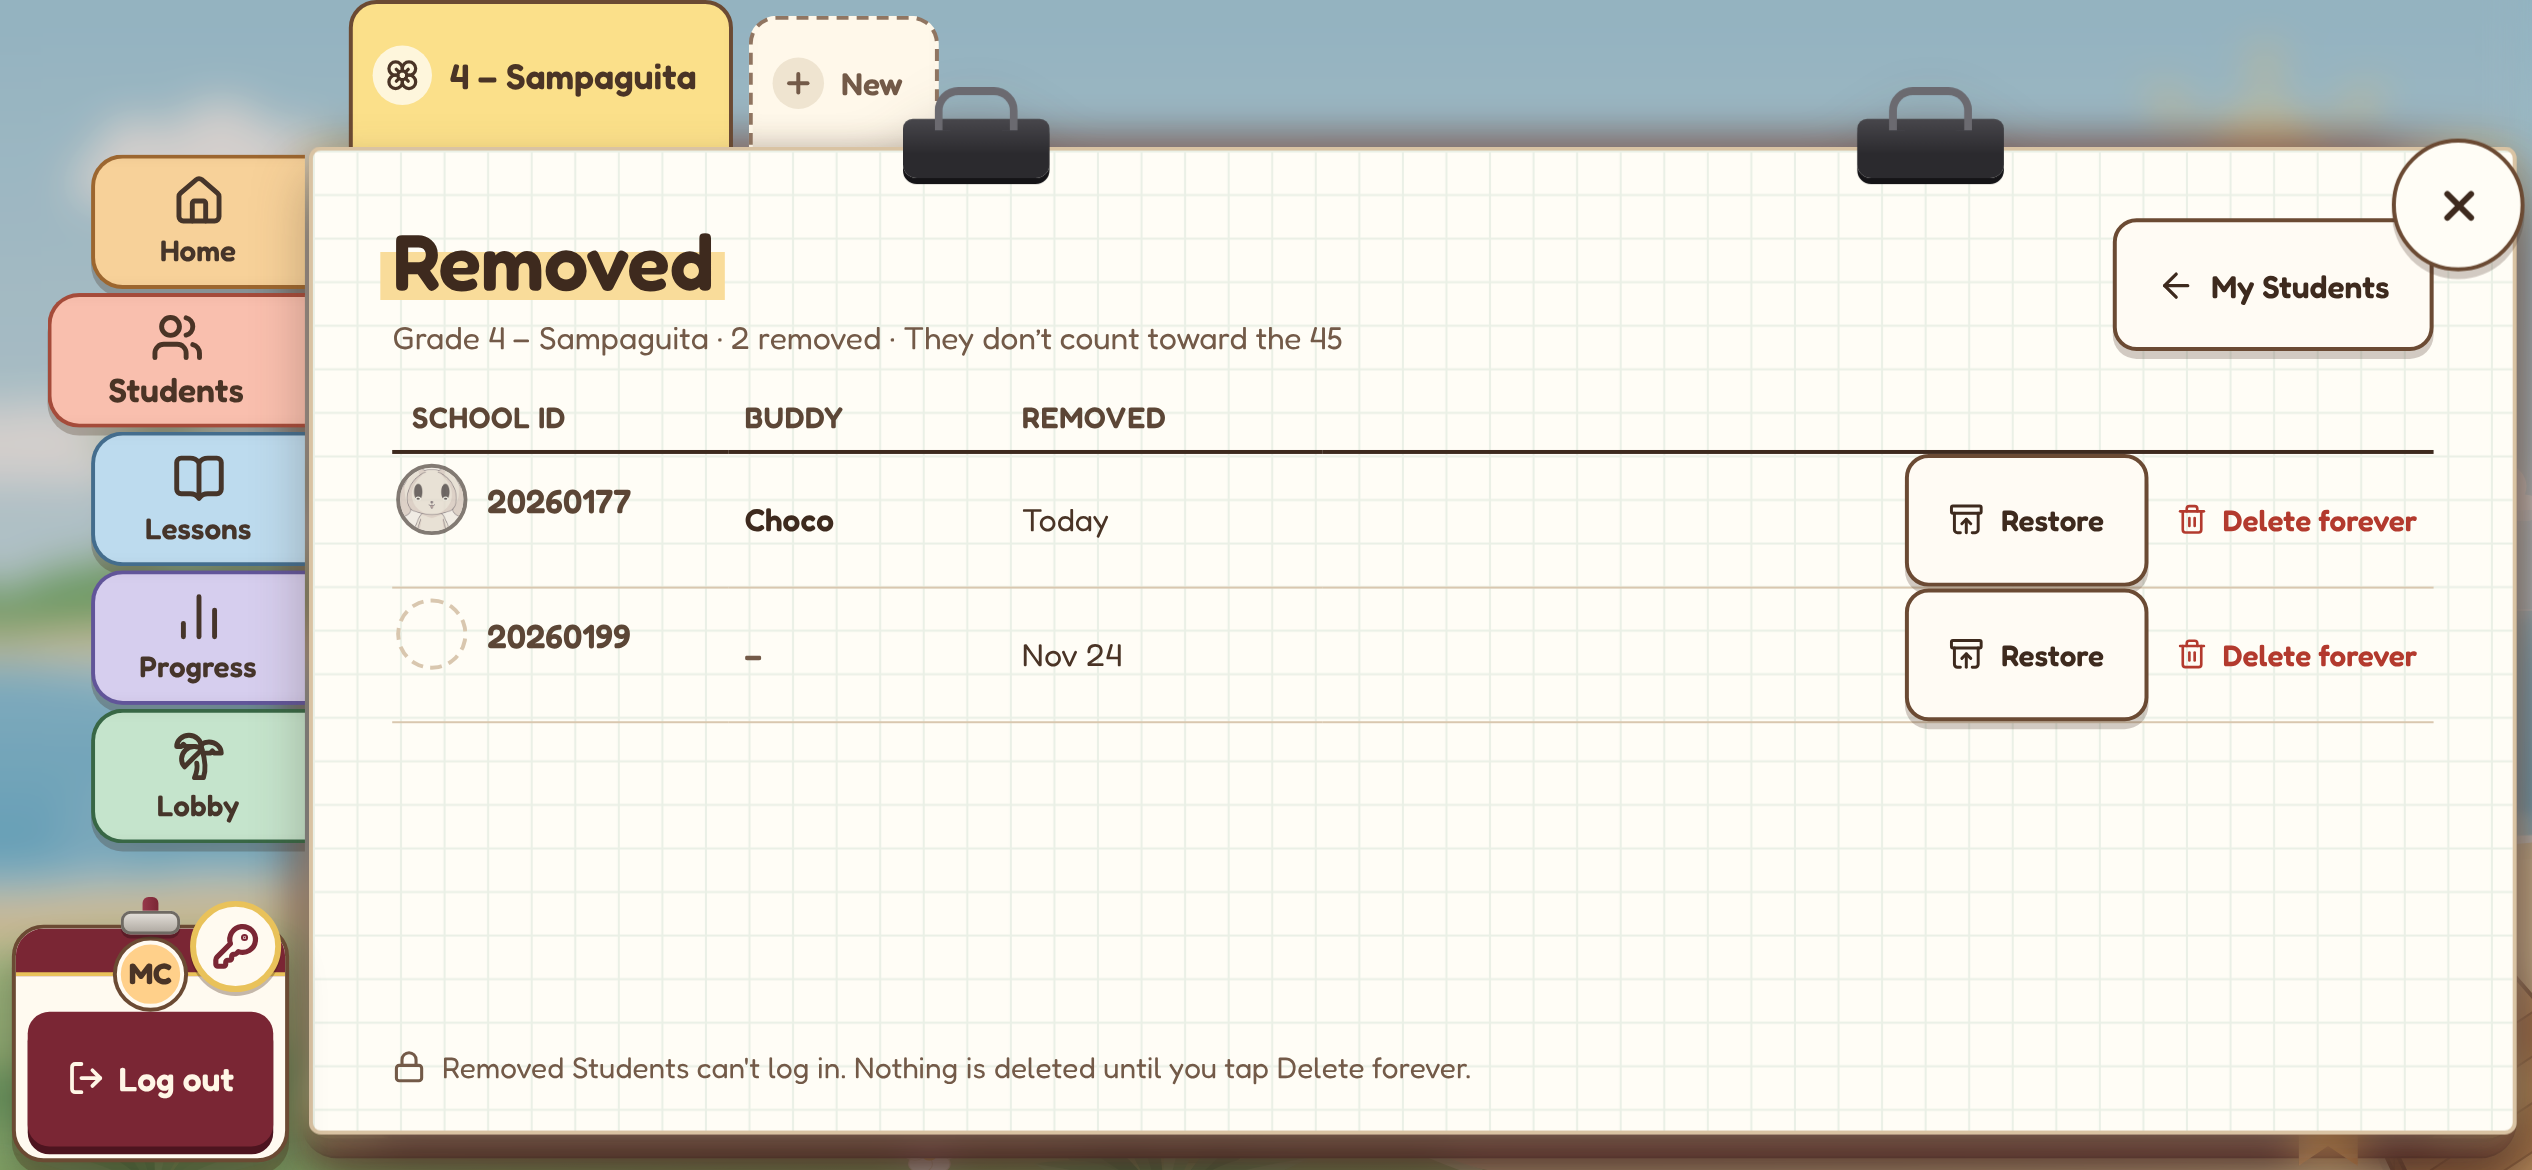 4 – Sampaguita
New
Home
Students
Lessons
Progress
Lobby
MC
Log out
Removed
Grade 4 – Sampaguita · 2 removed · They don’t count toward the 45
My Students
SCHOOL ID BUDDY REMOVED
20260177 Choco Today Restore Delete forever
20260199 – Nov 24 Restore Delete forever
Removed Students can't log in. Nothing is deleted until you tap Delete forever.